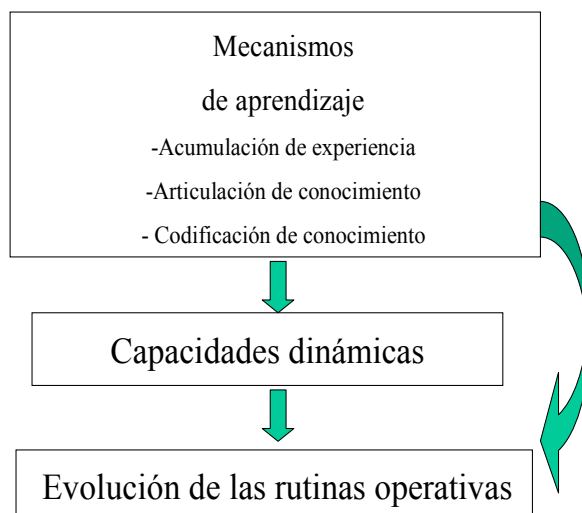 Mecanismos
de aprendizaje
-Acumulación de experiencia
-Articulación de conocimiento
- Codificación de conocimiento
Capacidades dinámicas
Evolución de las rutinas operativas